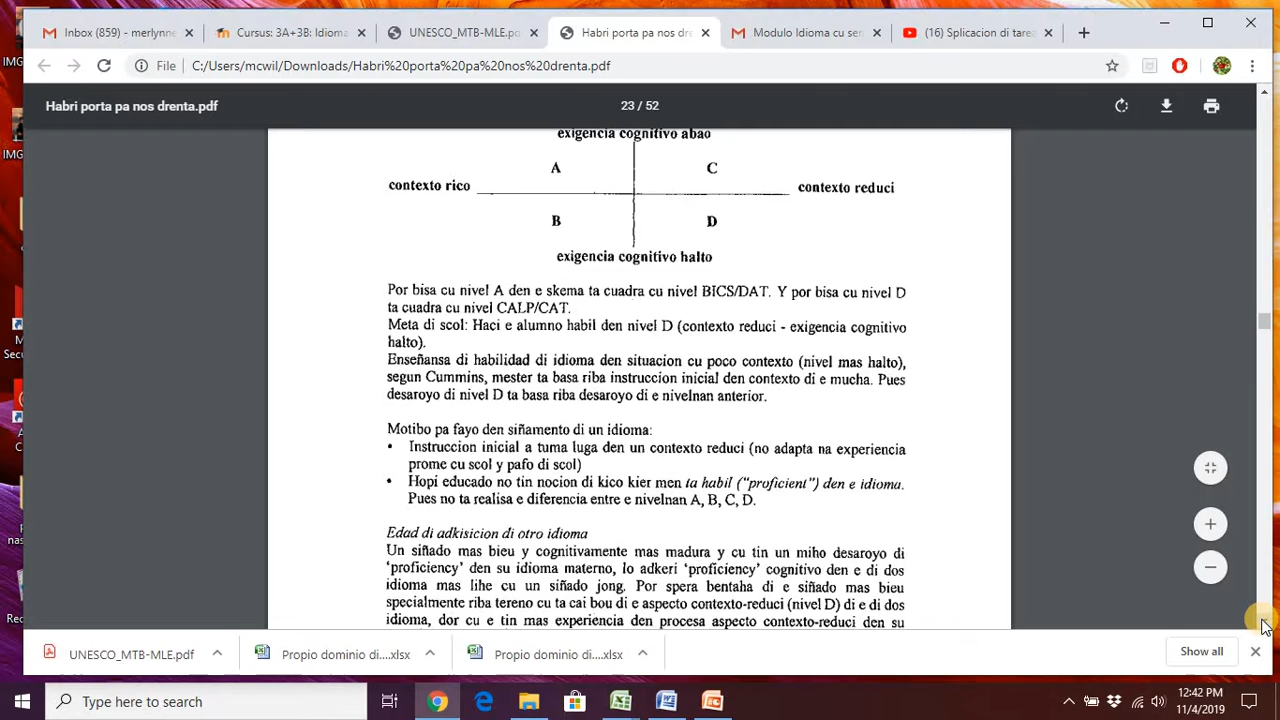 Inbox (859) - merlynne
Cursus: 3A+3B: Idioma
UNESCO_MTB-MLE.pd
Habri porta pa nos dre
Modulo Idioma cu ser
(16) Splicacion di tarea
File
C:/Users/mcwil/Downloads/Habri%20porta%20pa%20nos%20drenta.pdf
Habri porta pa nos drenta.pdf
23 / 52
exigencia cognitivo abao
A
C
contexto rico
contexto reduci
B
D
exigencia cognitivo halto
Por bisa cu nivel A den e skema ta cuadra cu nivel BICS/DAT. Y por bisa cu nivel D
ta cuadra cu nivel CALP/CAT.
Meta di scol: Haci e alumno habil den nivel D (contexto reduci - exigencia cognitivo
halto).
Enseñansa di habilidad di idioma den situacion cu poco contexto (nivel mas halto),
segun Cummins, mester ta basa riba instruccion inicial den contexto di e mucha. Pues
desaroyo di nivel D ta basa riba desaroyo di e nivelnan anterior.
Motibo pa fayo den siñamento di un idioma:
• Instruccion inicial a tuma luga den un contexto reduci (no adapta na experiencia
prome cu scol y pafo di scol)
• Hopi educado no tin nocion di kico kier men ta habil ("proficient") den e idioma.
Pues no ta realisa e diferencia entre e nivelnan A, B, C, D.
Edad di adkisicion di otro idioma
Un siñado mas bieu y cognitivamente mas madura y cu tin un miho desaroyo di
'proficiency' den su idioma materno, lo adkeri 'proficiency' cognitivo den e di dos
idioma mas lihe cu un siñado jong. Por spera bentaha di e siñado mas bieu
specialmente riba tereno cu ta cai bou di e aspecto contexto-reduci (nivel D) di e di dos
idioma, dor cu e tin mas experiencia den procesa aspecto contexto-reduci den su
UNESCO_MTB-MLE.pdf
Propio dominio di....xlsx
Propio dominio di....xlsx
Show all
Type here to search
12:42 PM
11/4/2019